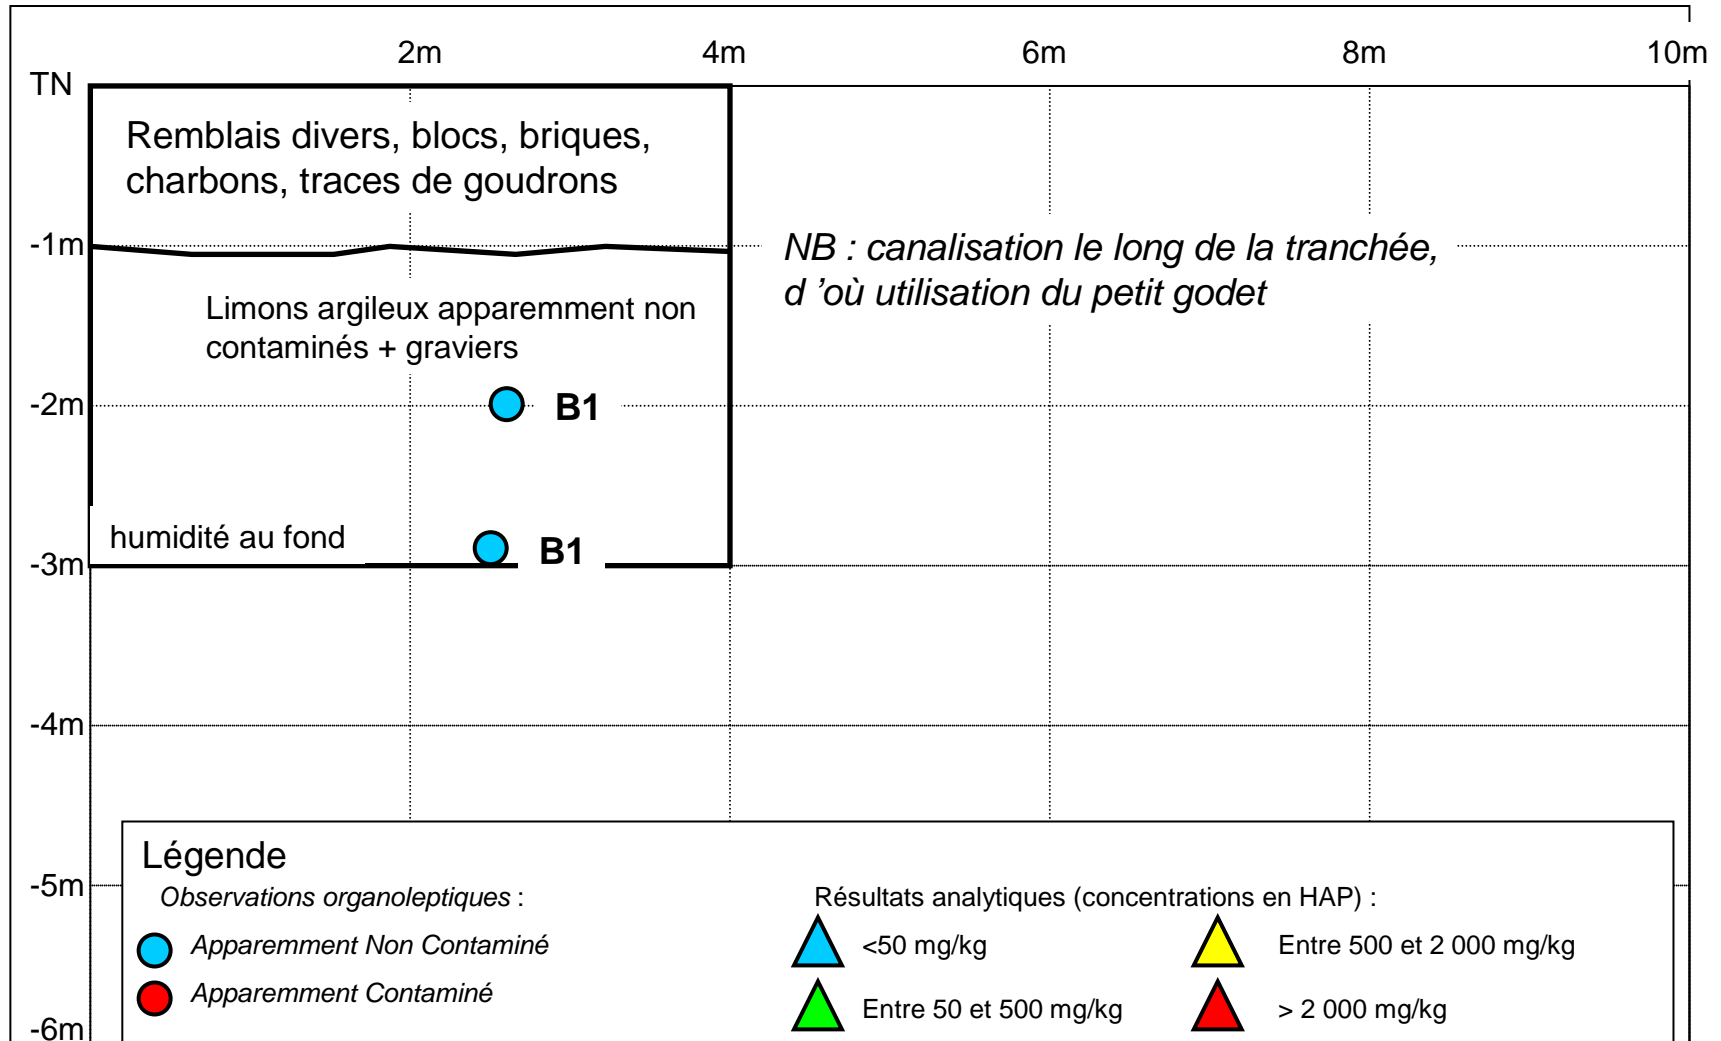 2m 4m 6m 8m 10m
TN
Remblais divers, blocs, briques,
charbons, traces de goudrons
-1m
NB : canalisation le long de la tranchée,
d ’où utilisation du petit godet
Limons argileux apparemment non
contaminés + graviers
-2m
B1
humidité au fond
B1
-3m
-4m
Légende
-5m
Observations organoleptiques :
Résultats analytiques (concentrations en HAP) :
Apparemment Non Contaminé
<50 mg/kg
Entre 500 et 2 000 mg/kg
Apparemment Contaminé
Entre 50 et 500 mg/kg
> 2 000 mg/kg
-6m